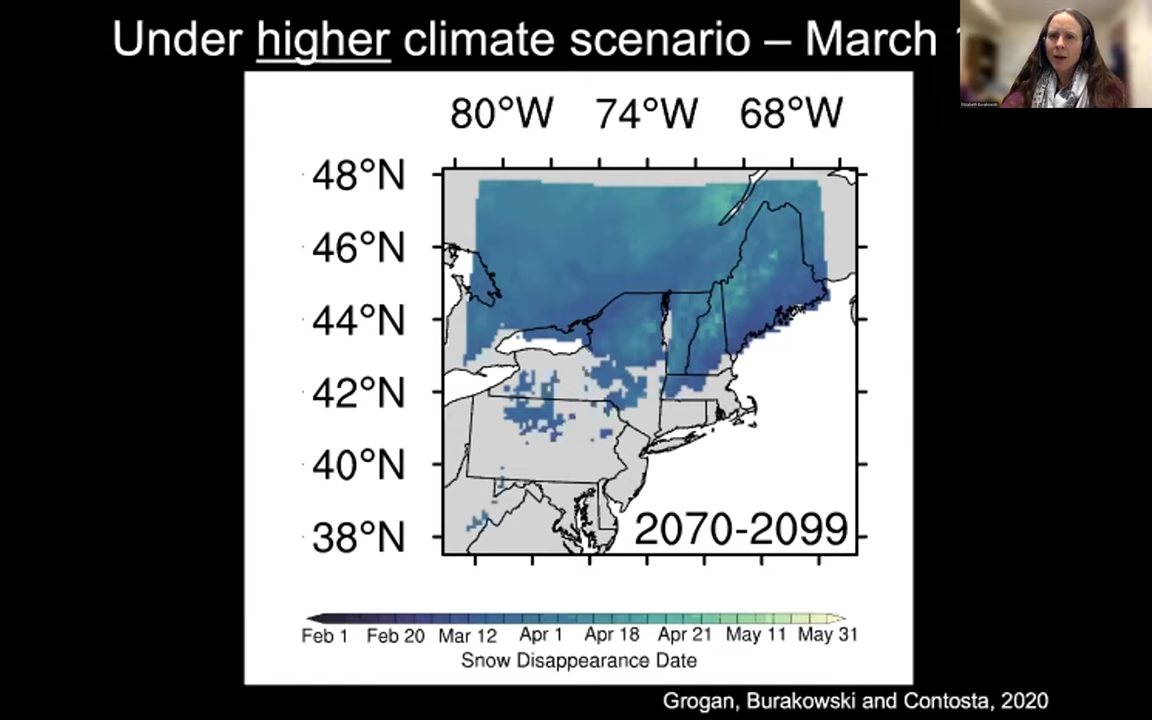 Under higher climate scenario – March
80°W 74°W 68°W
48°N
46°N
44°N
42°N
40°N
38°N
2070-2099
Feb 1 Feb 20 Mar 12 Apr 1 Apr 18 Apr 21 May 11 May 31
Snow Disappearance Date
Grogan, Burakowski and Contosta, 2020
Elizabeth Burakowski